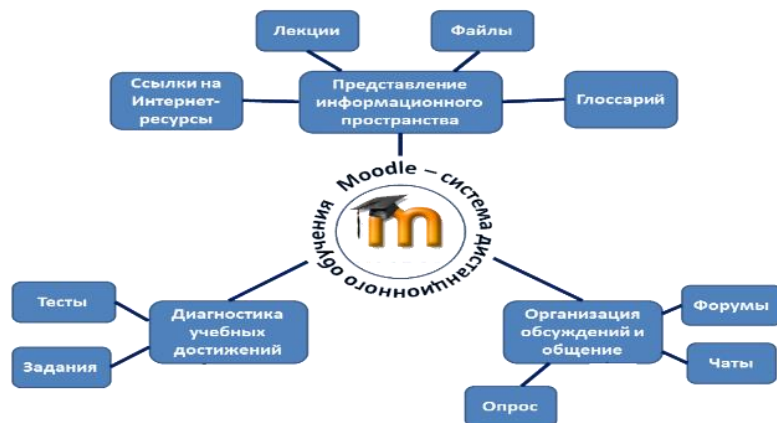 Лекции
Файлы
Ссылки на
Интернет-
ресурсы
Представление
информационного
пространства
Глоссарий
Moodle – система дистанционного обучения
m
Тесты
Задания
Диагностика
учебных
достижений
Организация
обсуждений и
общение
Форумы
Чаты
Опрос